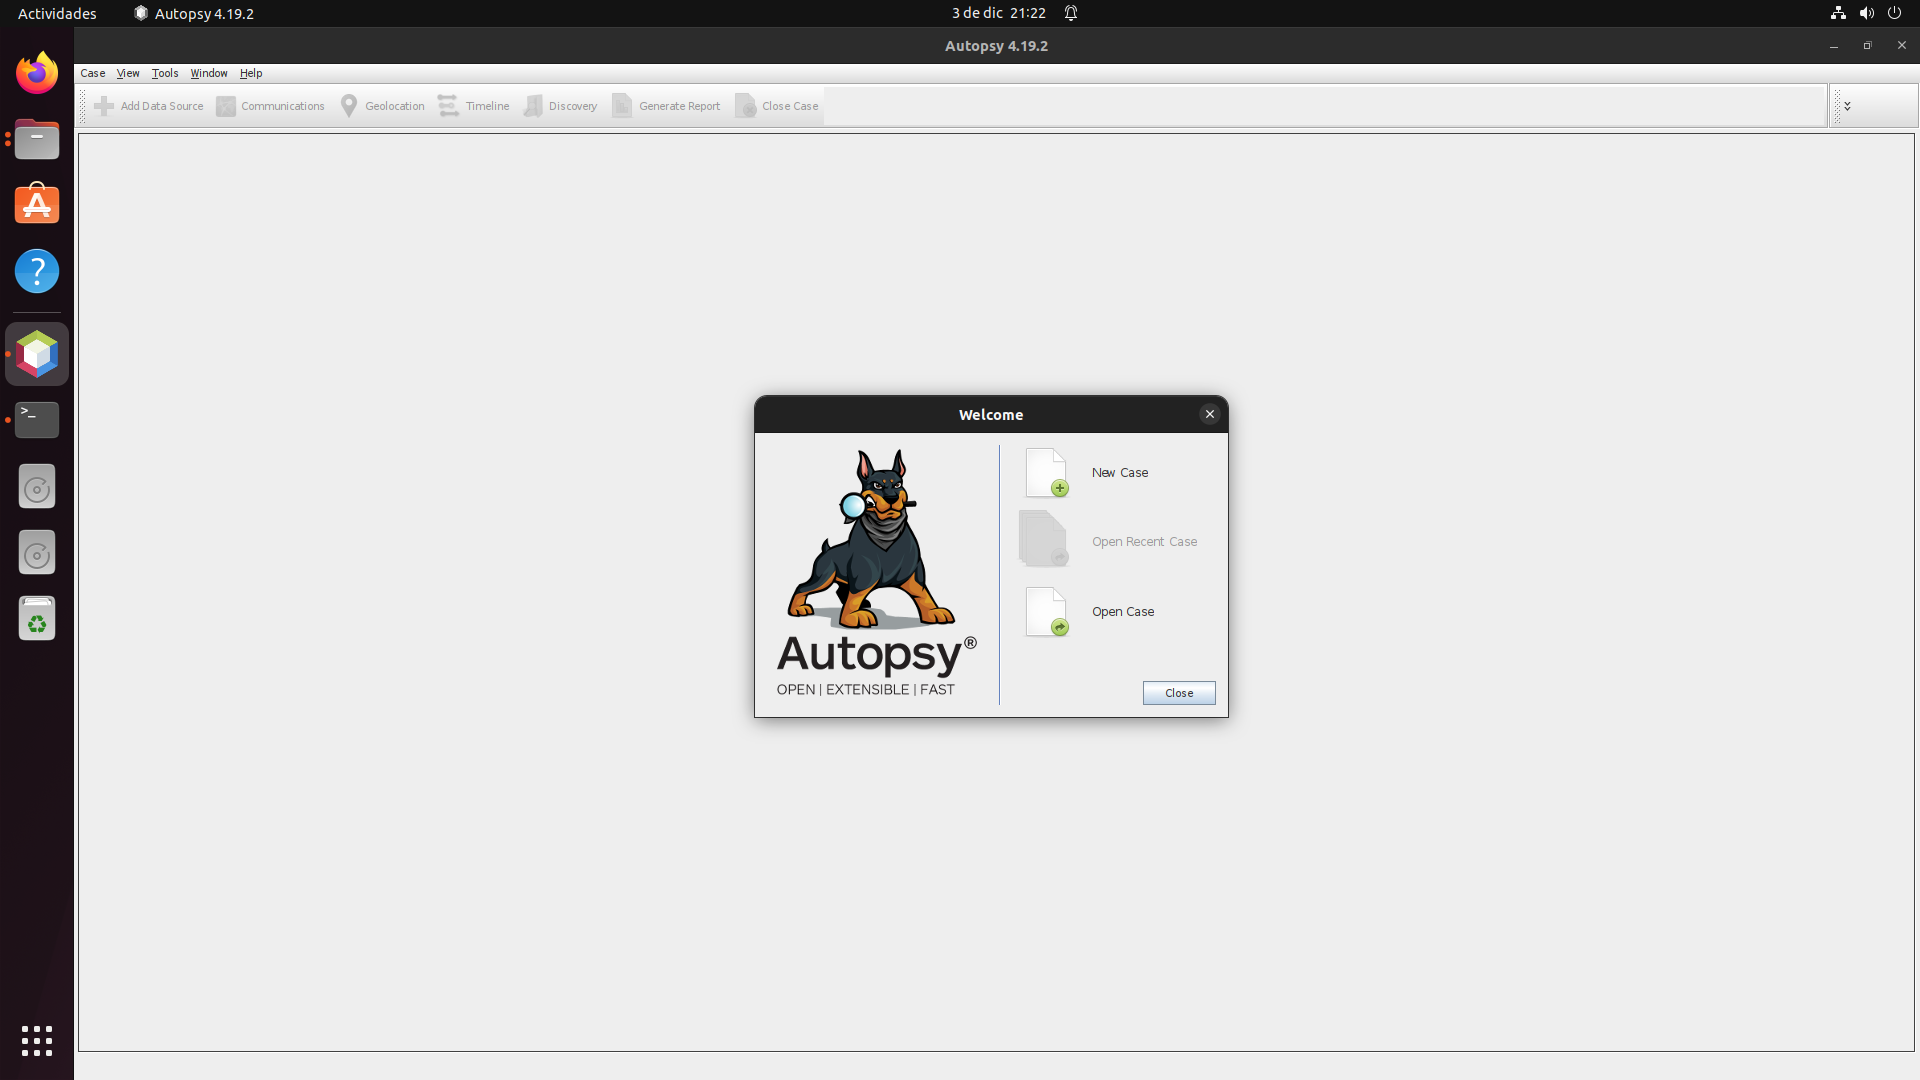 Actividades
Autopsy 4.19.2
3 de dic 21:22
Autopsy 4.19.2
Case View Tools Window Help
Add Data Source Communications Geolocation Timeline Discovery Generate Report Close Case
Welcome
New Case
Open Recent Case
Open Case
Autopsy®
OPEN | EXTENSIBLE | FAST
Close